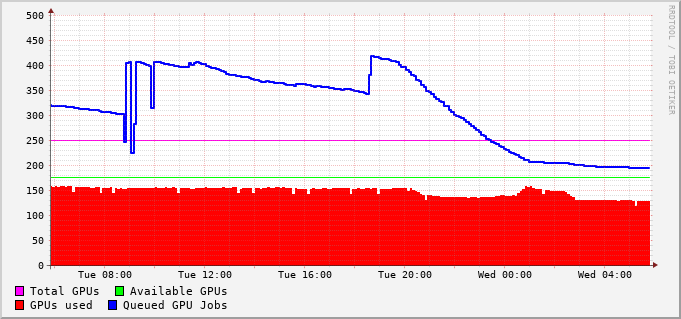 500
450
400
350
300
250
200
150
100
50
0
Tue 08:00 Tue 12:00 Tue 16:00 Tue 20:00 Wed 00:00 Wed 04:00
Total GPUs Available GPUs
GPUs used Queued GPU Jobs
RRDTOOL / TOBI OETIKER